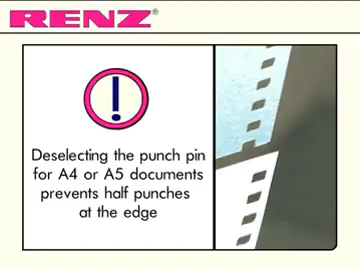 RENZ®
!
Deselecting the punch pin
for A4 or A5 documents
prevents half punches
at the edge